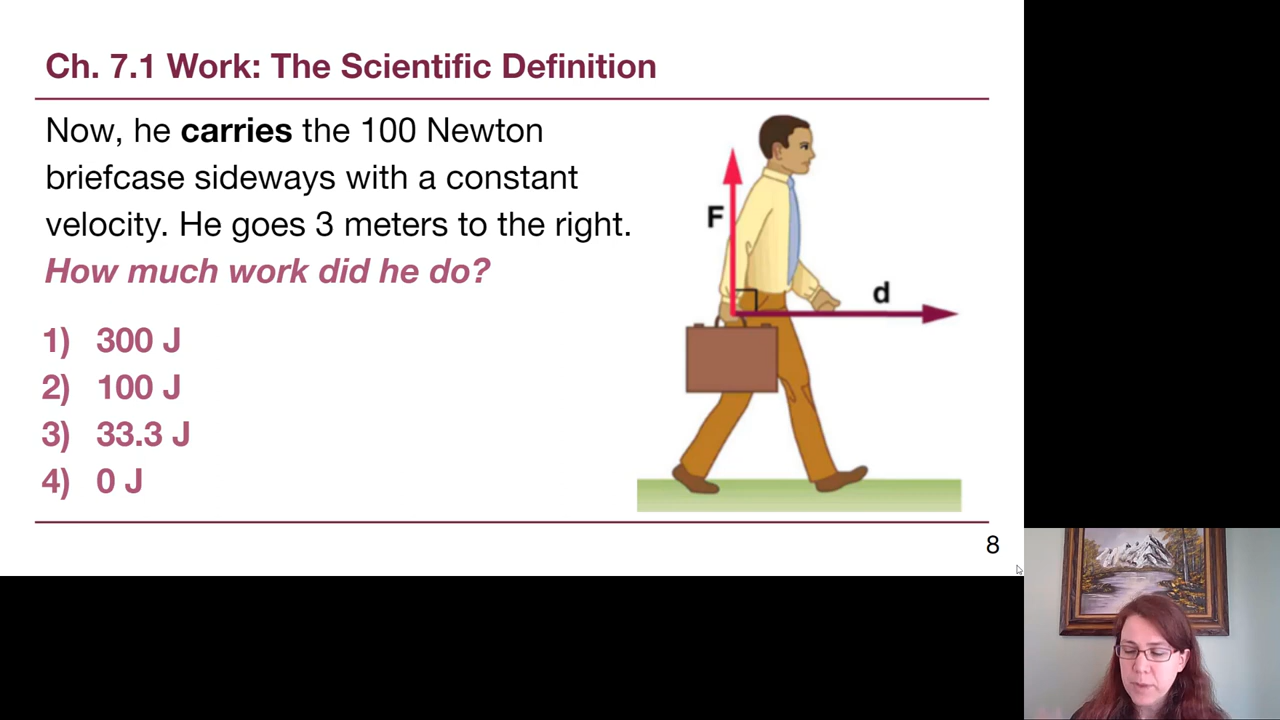 Ch. 7.1 Work: The Scientific Definition
Now, he carries the 100 Newton
briefcase sideways with a constant
velocity. He goes 3 meters to the right.
How much work did he do?
1) 300 J
2) 100 J
3) 33.3 J
4) 0 J
F
d
8